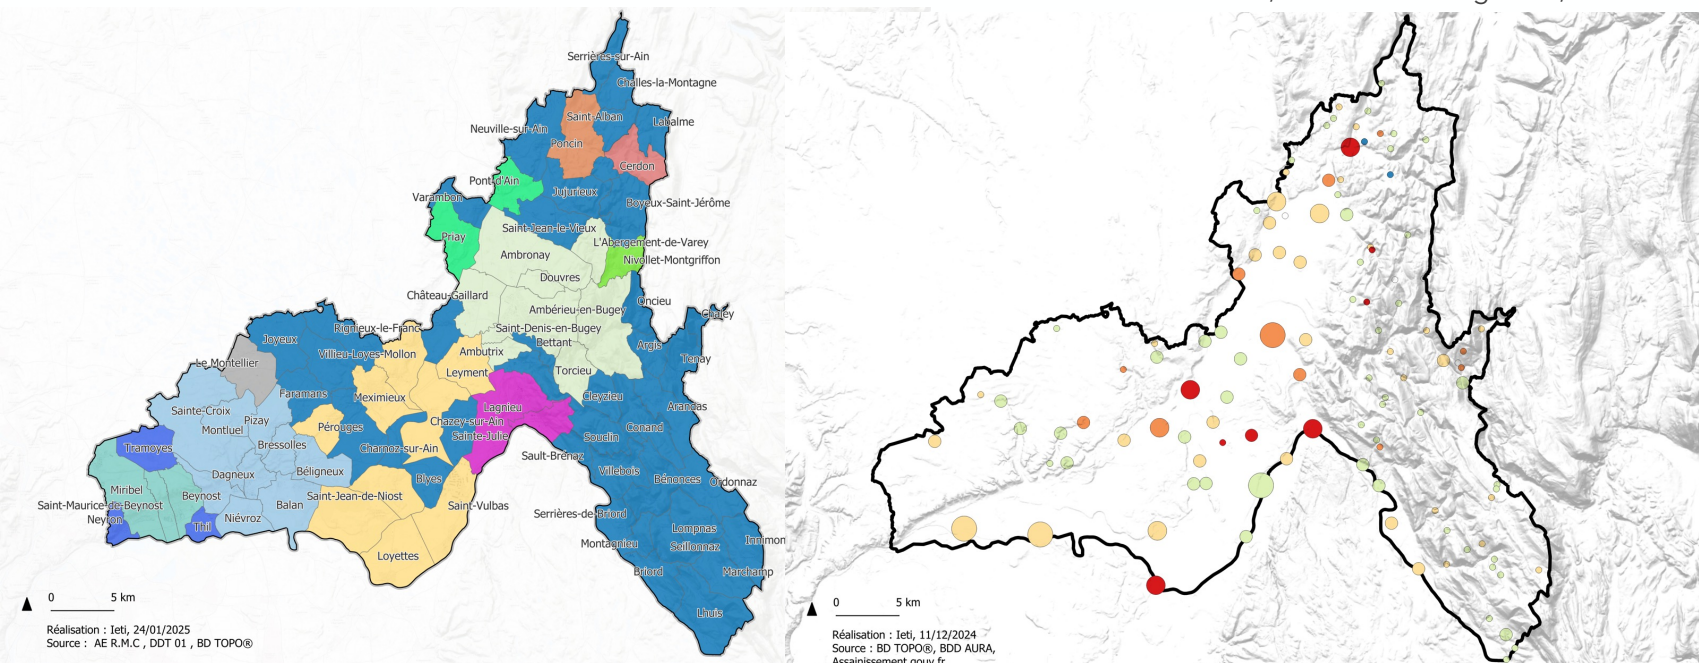 Serrières-sur-Ain
Challes-la-Montagne
Saint-Alban
Labalme
Neuville-sur-Ain
Poncin
Cerdon
Pont-d'Ain
Jujurieux
Varambon
Boyeux-Saint-Jérôme
Saint-Jean-le-Vieux
Priay
L'Abergement-de-Varey
Ambronay
Nivollet-Montgriffon
Douvres
Château-Gaillard
Oncieu
Ambérieu-en-Bugey
Chaley
Rignieux-le-Franc
Saint-Denis-en-Bugey
Joyeux
Bettant
Argis
Villieu-Loyes-Mollon
Ambutrix
Tenay
Le Montellier
Leyment
Torcieu
Faramans
Meximieux
Cleyzieu
Sainte-Croix
Lagnieu
Arandas
Pizay
Chazey-sur-Ain
Montluel
Pérouges
Conand
Sainte-Julie
Souclin
Tramoyes
Bressolles
Charnoz-sur-Ain
Sault-Brénaz
Dagneux
Béligneux
Villebois
Blyes
Bénonces
Ordonnaz
Miribel
Beynost
Saint-Jean-de-Niost
Saint-Maurice-de-Beynost
Balan
Saint-Vulbas
Neyron
Niévroz
Serrières-de-Briord
Thil
Lompnas
Innimon
Montagnieu
Seillonnaz
Loyettes
Briord
Marchamp
Lhuis
0 5 km
Réalisation : Ieti, 24/01/2025
Source : AE R.M.C , DDT 01 , BD TOPO®
0 5 km
Réalisation : Ieti, 11/12/2024
Source : BD TOPO®, BDD AURA,
Assainissement.gouv.fr